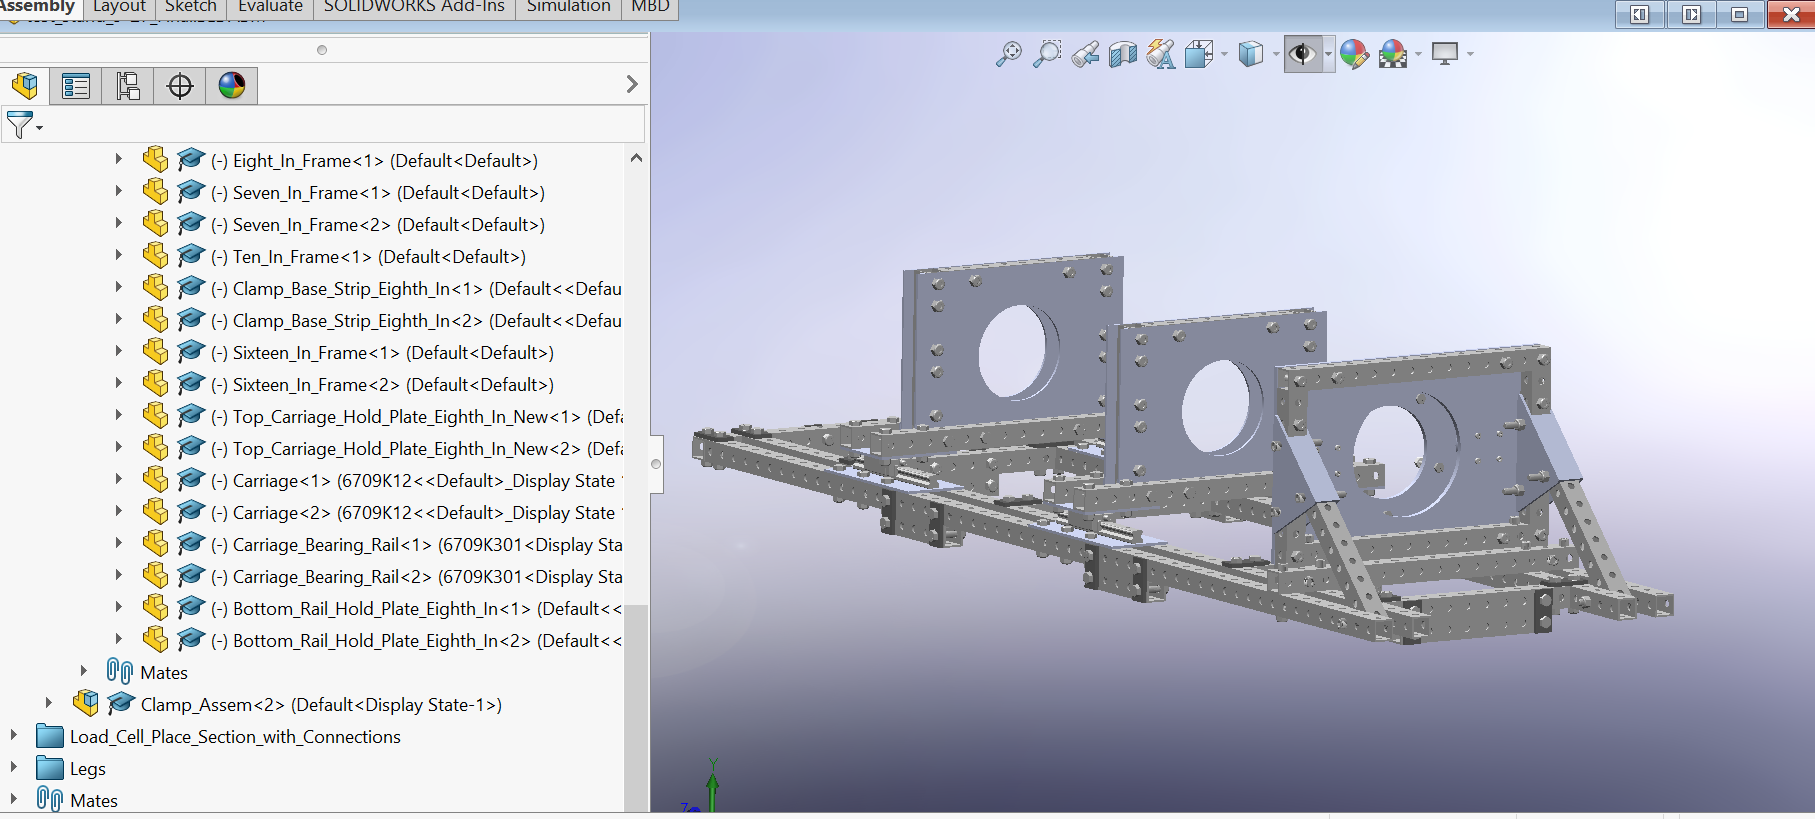 Assembly
Layout
Sketch
Evaluate
SOLIDWORKS Add-Ins
Simulation
MBD
(-) Eight_In_Frame<1> (Default<Default>)
(-) Seven_In_Frame<1> (Default<Default>)
(-) Seven_In_Frame<2> (Default<Default>)
(-) Ten_In_Frame<1> (Default<Default>)
(-) Clamp_Base_Strip_Eighth_In<1> (Default<<Defau
(-) Clamp_Base_Strip_Eighth_In<2> (Default<<Defau
(-) Sixteen_In_Frame<1> (Default<Default>)
(-) Sixteen_In_Frame<2> (Default<Default>)
(-) Top_Carriage_Hold_Plate_Eighth_In_New<1> (Defa
(-) Top_Carriage_Hold_Plate_Eighth_In_New<2> (Defa
(-) Carriage<1> (6709K12<<Default>_Display State
(-) Carriage<2> (6709K12<<Default>_Display State
(-) Carriage_Bearing_Rail<1> (6709K301<Display Sta
(-) Carriage_Bearing_Rail<2> (6709K301<Display Sta
(-) Bottom_Rail_Hold_Plate_Eighth_In<1> (Default<<
(-) Bottom_Rail_Hold_Plate_Eighth_In<2> (Default<<
Mates
Clamp_Assem<2> (Default<Display State-1>)
Load_Cell_Place_Section_with_Connections
Legs
Mates
Y
Z